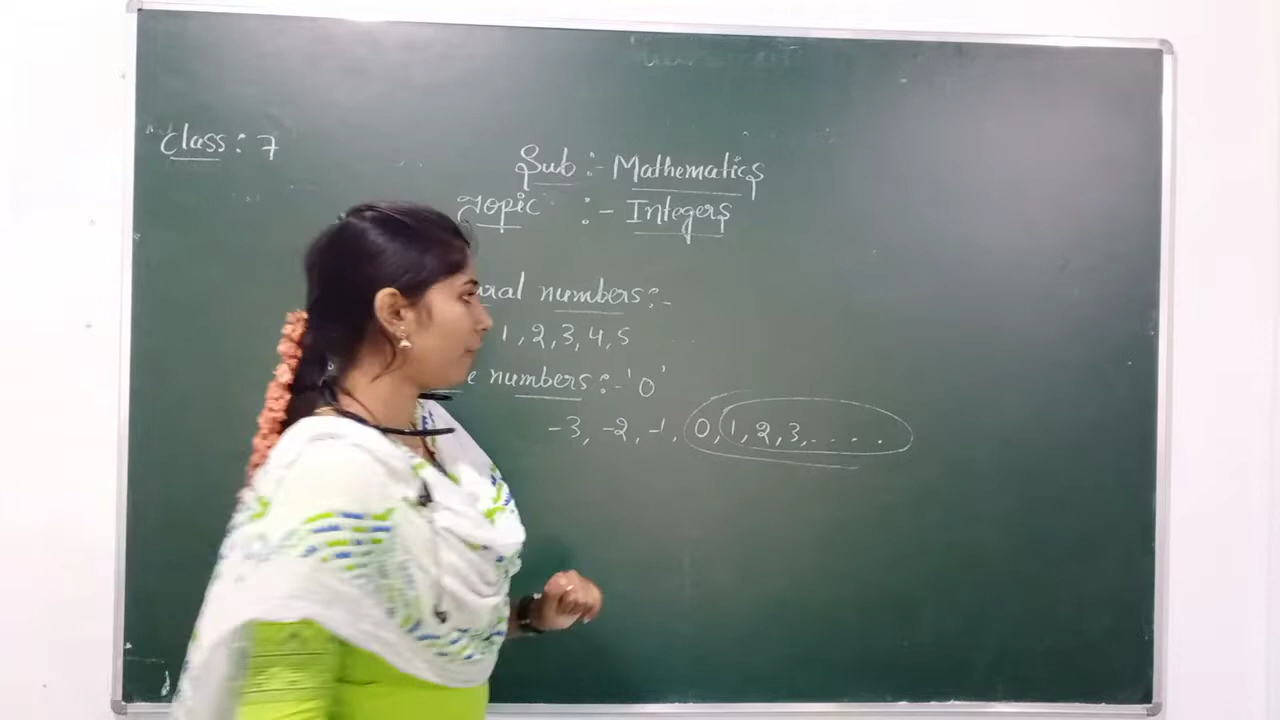 Class: 7
Sub :- Mathematics
Topic :- Integers
numbers:-
1, 2, 3, 4, 5
numbers:- '0'
-3, -2, -1, 0, 1, 2, 3, . . . .